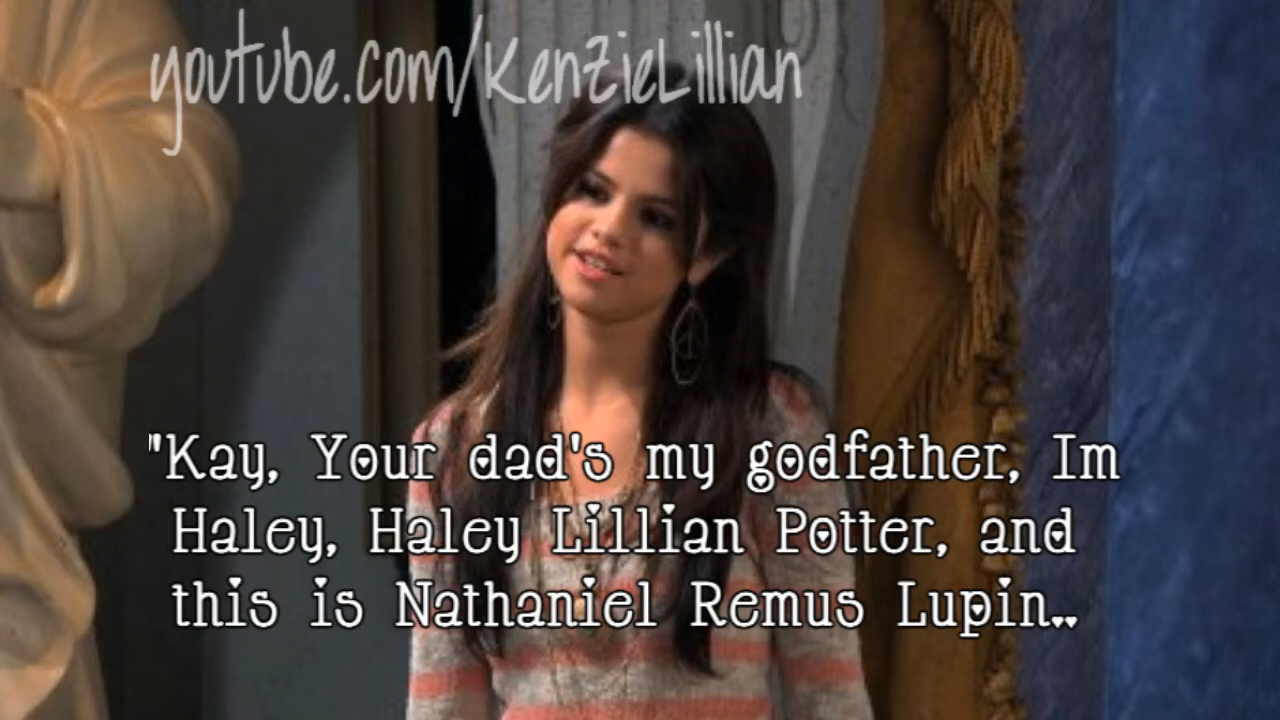 youtube.com/KenzieLillian
"Kay, Your dad's my godfather, Im
Haley, Haley Lillian Potter, and
this is Nathaniel Remus Lupin..